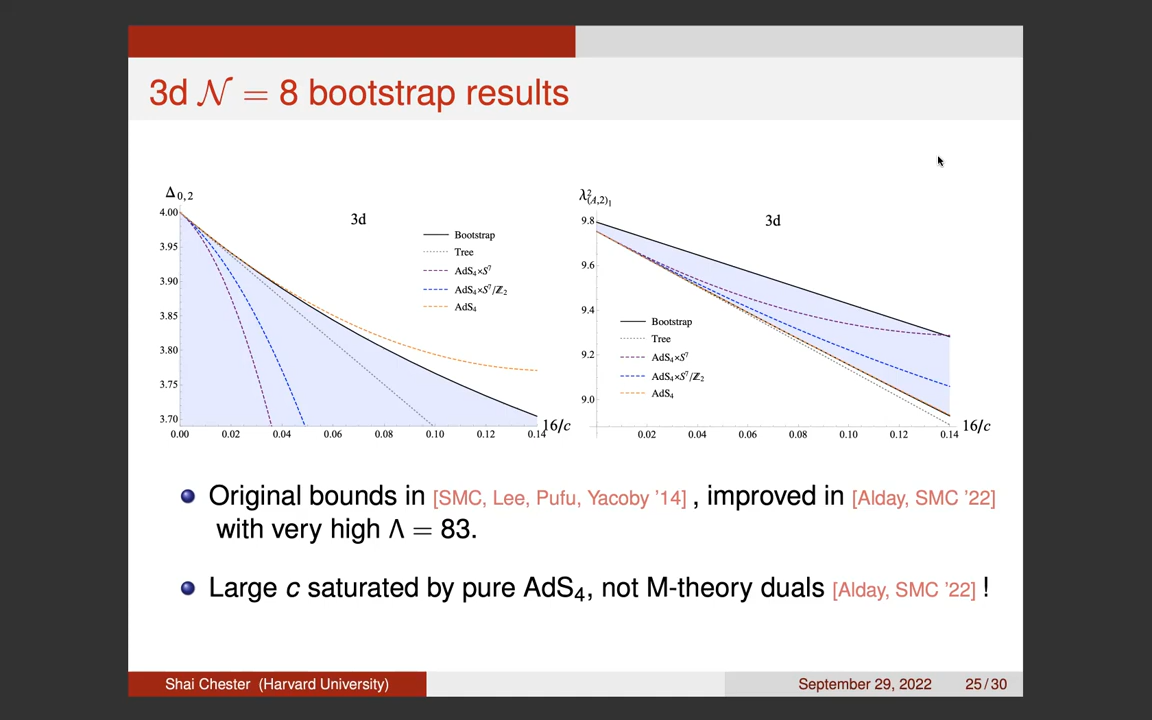 3d 𝒩 = 8 bootstrap results
Δ0,2
4.00
3.95
3.90
3.85
3.80
3.75
3.70
0.00 0.02 0.04 0.06 0.08 0.10 0.12 0.14
16/c
3d
Bootstrap
Tree
AdS₄×S⁷
AdS₄×S⁷/ℤ₂
AdS₄
λ²(A,2)₁
9.8
9.6
9.4
9.2
9.0
0.02 0.04 0.06 0.08 0.10 0.12 0.14
16/c
3d
Bootstrap
Tree
AdS₄×S⁷
AdS₄×S⁷/ℤ₂
AdS₄
Original bounds in [SMC, Lee, Pufu, Yacoby '14] , improved in [Alday, SMC '22]
with very high Λ = 83.
Large c saturated by pure AdS₄, not M-theory duals [Alday, SMC '22] !
Shai Chester (Harvard University) September 29, 2022 25 / 30